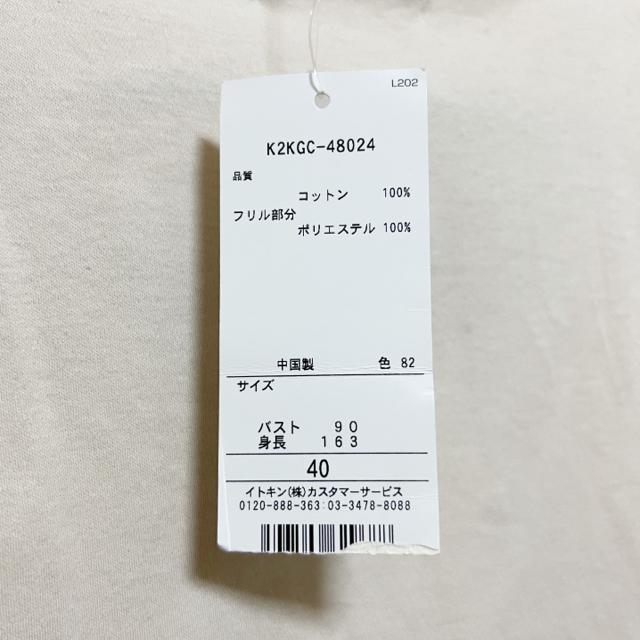 L202
K2KGC-48024
品質
コットン 100%
フリル部分
ポリエステル 100%
中国製 色 82
サイズ
バスト 90
身長 163
40
イトキン(株)カスタマーサービス
0120-888-363:03-3478-8088